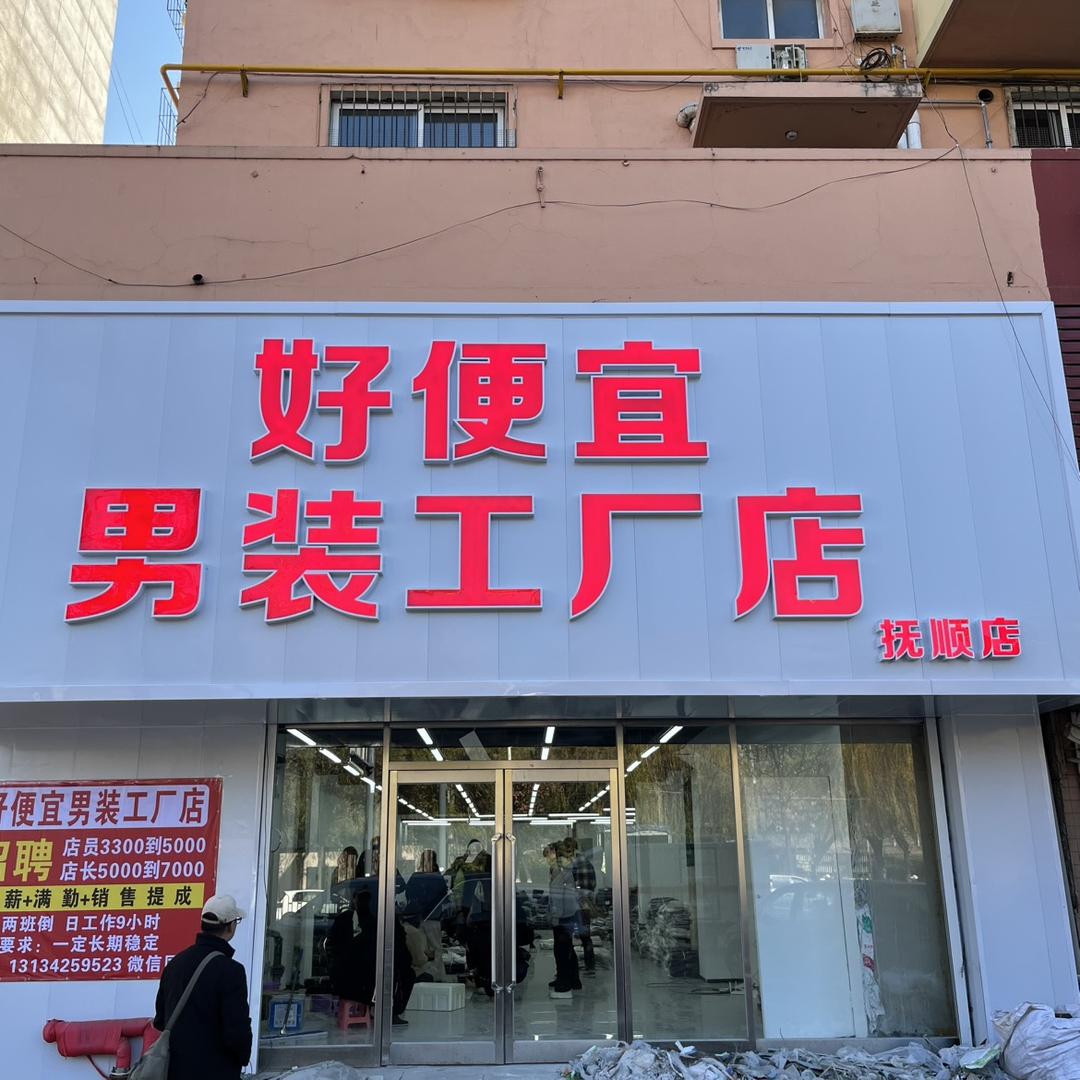 好便宜
男装工厂店
抚顺店
好便宜男装工厂店
招聘
店员3300到5000
店长5000到7000
薪+满勤+销售提成
两班倒 日工作9小时
要求：一定长期稳定
13134259523 微信同